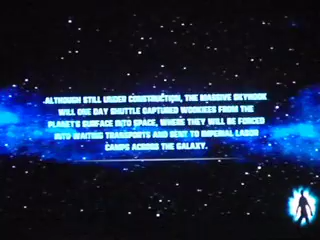 ALTHOUGH STILL UNDER CONSTRUCTION, THE MASSIVE SKYHOOK
WILL ONE DAY SHUTTLE CAPTURED WOOKIEES FROM THE
PLANET'S SURFACE INTO SPACE, WHERE THEY WILL BE FORCED
INTO WAITING TRANSPORTS AND SENT TO IMPERIAL LABOR
CAMPS ACROSS THE GALAXY.